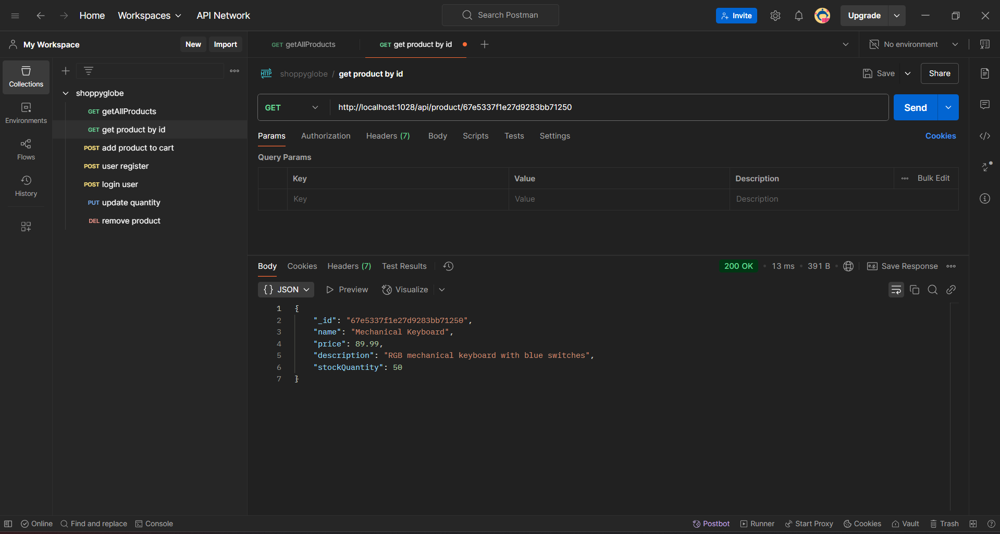 Home Workspaces API Network Search Postman Invite Upgrade
My Workspace New Import GET getAllProducts GET get product by id No environment
Collections
Environments
Flows
History
shoppyglobe
GET getAllProducts
GET get product by id
POST add product to cart
POST user register
POST login user
PUT update quantity
DEL remove product
HTTP shoppyglobe / get product by id Save Share
GET http://localhost:1028/api/product/67e5337f1e27d9283bb71250 Send
Params Authorization Headers (7) Body Scripts Tests Settings Cookies
Query Params
Key Value Description Bulk Edit
Key Value Description
Body Cookies Headers (7) Test Results 200 OK • 13 ms • 391 B • e.g. Save Response
{} JSON Preview Visualize
1 {
2 "_id": "67e5337f1e27d9283bb71250",
3 "name": "Mechanical Keyboard",
4 "price": 89.99,
5 "description": "RGB mechanical keyboard with blue switches",
6 "stockQuantity": 50
7 }
Online Find and replace Console Postbot Runner Start Proxy Cookies Vault Trash